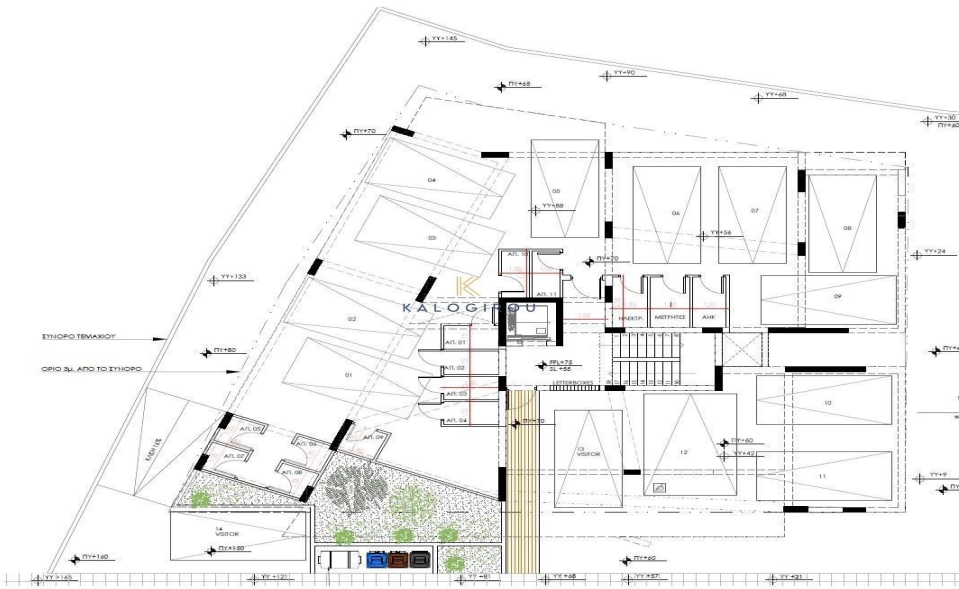 ΥΥ+145
ΥΥ+90
ΠΥ+65
ΥΥ+68
ΥΥ+30
ΠΥ+70
04
05
ΥΥ+88
06
07
08
ΥΥ+56
03
ΠΥ+70
ΥΥ+24
ΑΠ. 10
ΑΠ. 11
ΥΥ+133
09
KALOGIROU
02
ΗΛΕΚΤΡ.
ΜΕΤΡΗΤΕΣ
ΑΗΚ
ΣΥΝΟΡΟ ΤΕΜΑΧΙΟΥ
ΑΠ. 01
ΠΥ+80
ΟΡΙΟ 3μ. ΑΠΟ ΤΟ ΣΥΝΟΡΟ
ΑΠ. 02
FFL+75
SL +55
01
LETTERBOXES
ΑΠ. 03
ΑΠ. 04
10
ΠΥ+70
ΑΠ. 05
ΑΠ. 06
ΑΠ. 09
ΠΥ+60
ΥΥ+42
13
VISITOR
12
ΑΠ. 07
ΑΠ. 08
11
ΥΥ+9
14
VISITOR
ΠΥ+150
ΠΥ+160
ΠΥ+60
ΥΥ+165
ΥΥ+121
ΥΥ+81
ΥΥ+68
ΥΥ+57
ΥΥ+21